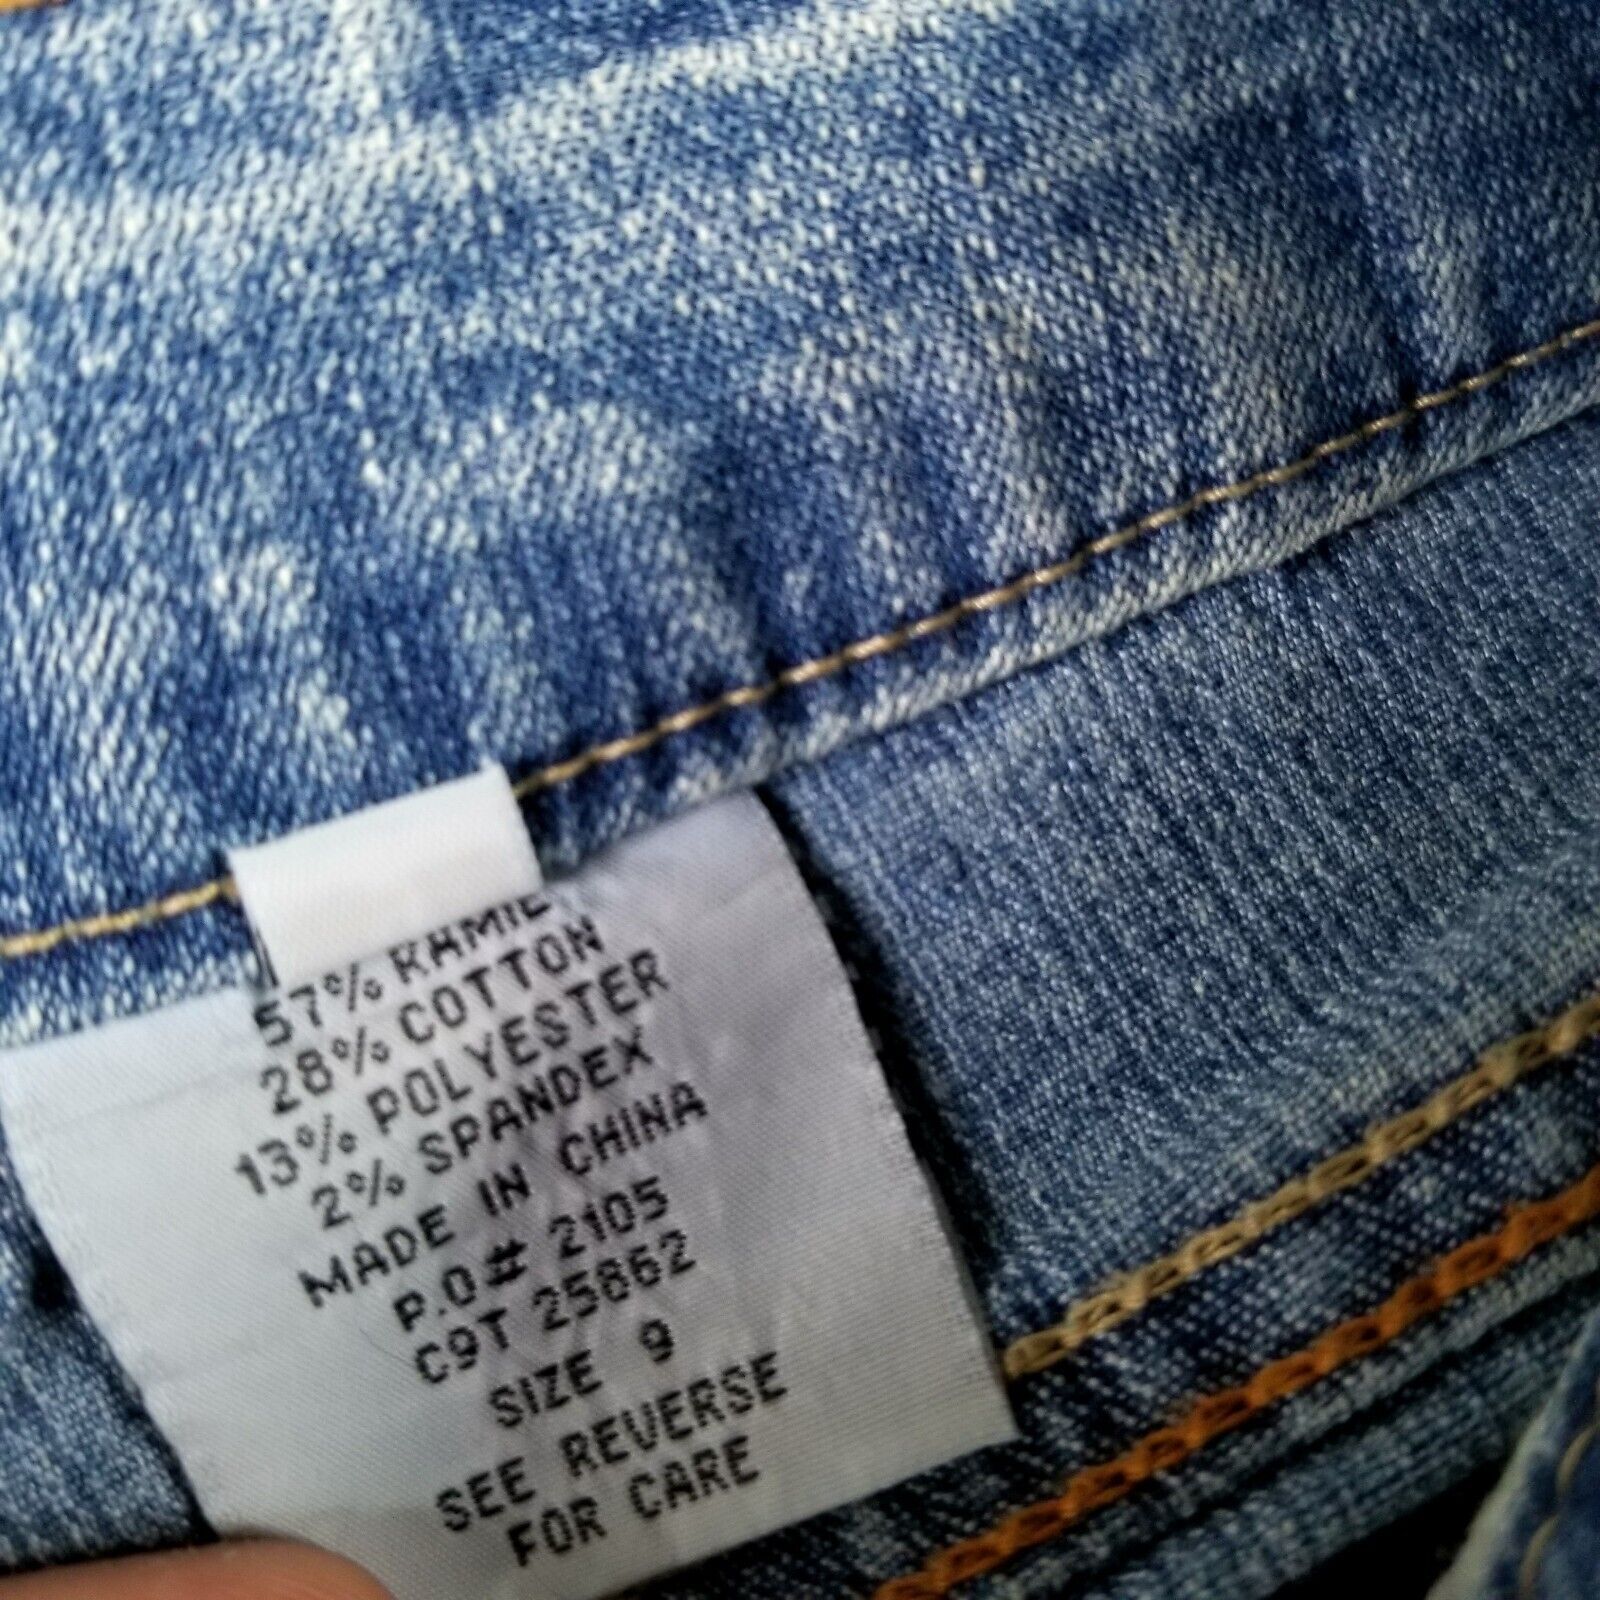 57% RAMIE
28% COTTON
13% POLYESTER
2% SPANDEX
MADE IN CHINA
P.O# 2105
C9T 25862
SIZE 9
SEE REVERSE
FOR CARE